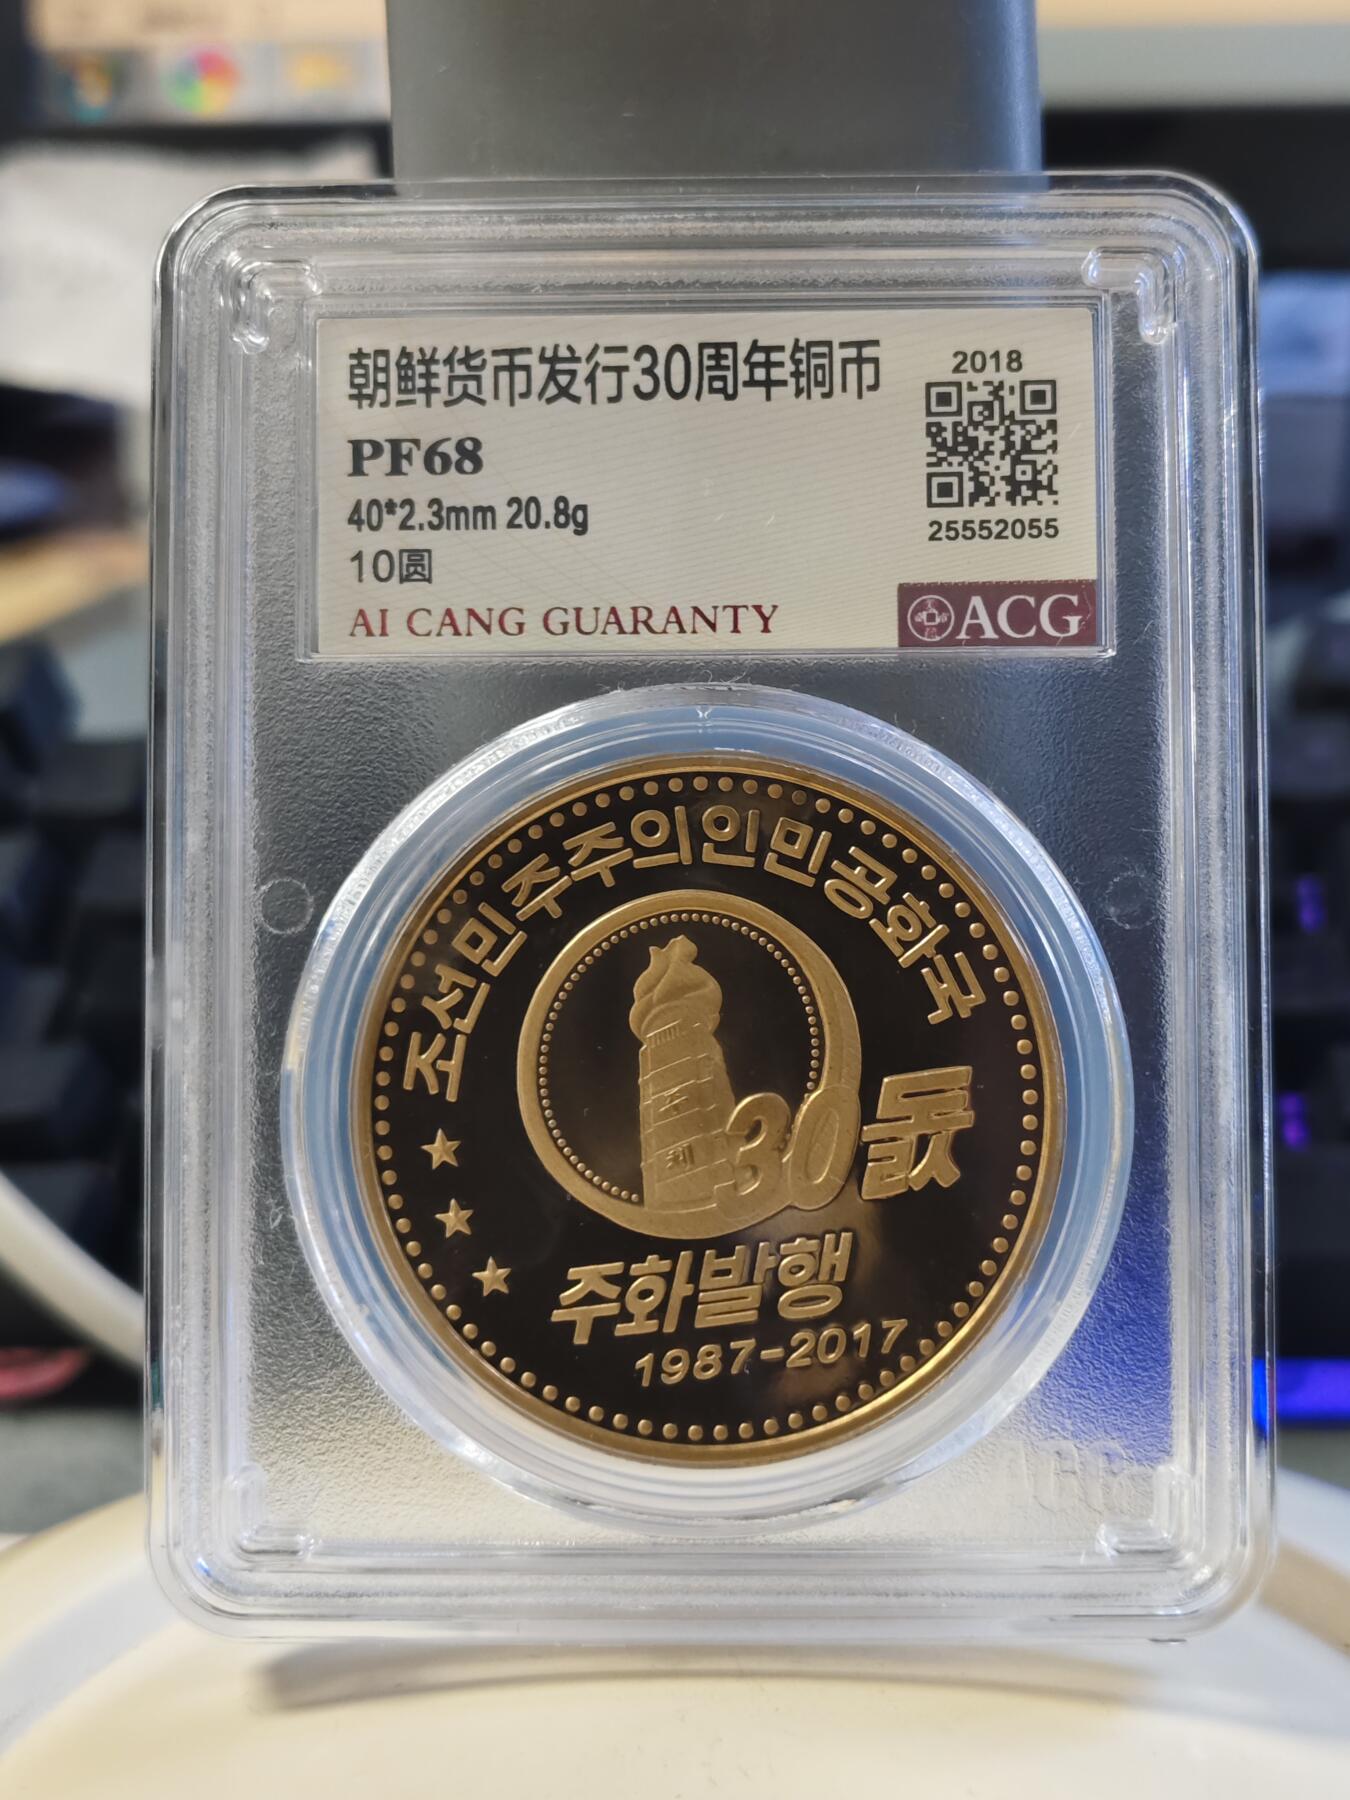 朝鲜货币发行30周年铜币
PF68
40*2.3mm 20.8g
10圆
AI CANG GUARANTY
2018
25552055
ACG
조선민주주의인민공화국
주체
30돐
주화발행
1987-2017